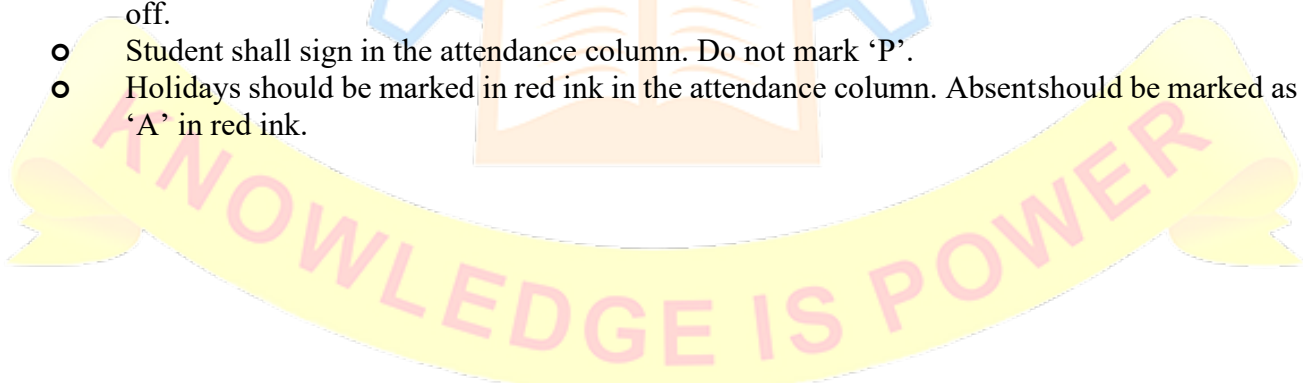 off.
Student shall sign in the attendance column. Do not mark ‘P’.
Holidays should be marked in red ink in the attendance column. Absentshould be marked as
‘A’ in red ink.
KNOWLEDGE IS POWER